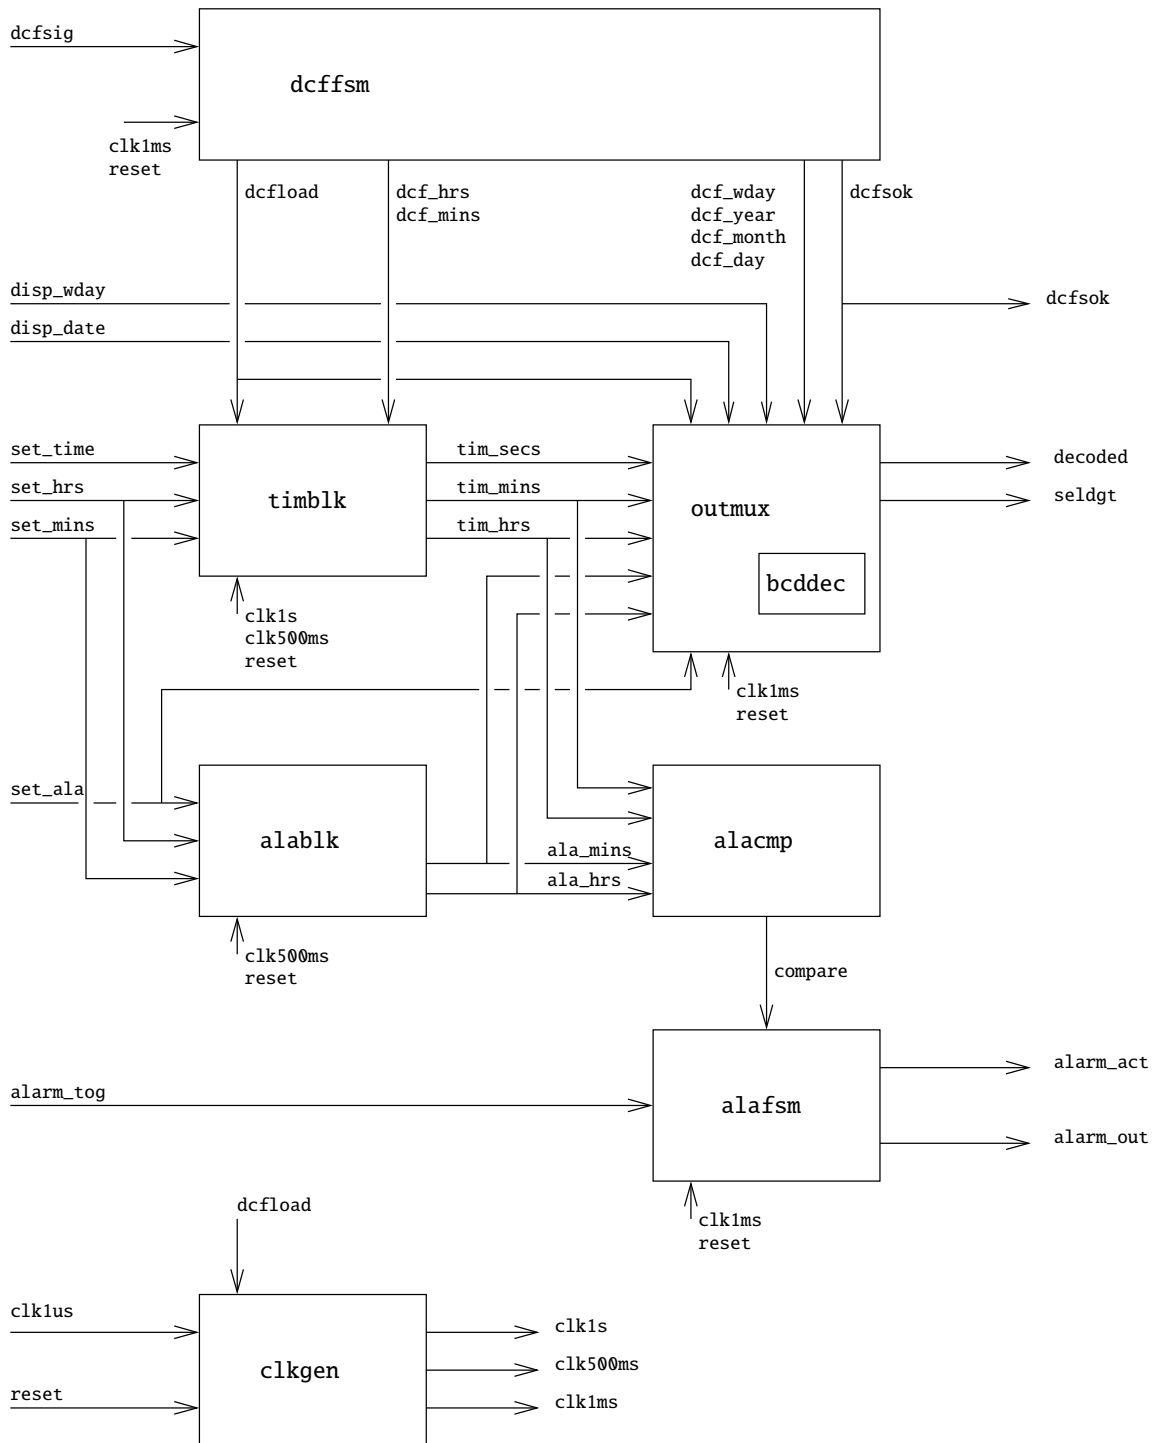 dcfsig
dcffsm
clk1ms
reset
dcfload
dcf_hrs
dcf_mins
dcf_wday
dcf_year
dcf_month
dcf_day
dcfsok
disp_wday
dcfsok
disp_date
set_time
tim_secs
decoded
set_hrs
timblk
tim_mins
outmux
seldgt
set_mins
tim_hrs
bcddec
clk1s
clk500ms
reset
clk1ms
reset
set_ala
alablk
alacmp
ala_mins
ala_hrs
clk500ms
reset
compare
alarm_tog
alafsm
alarm_act
alarm_out
dcfload
clk1ms
reset
clk1us
clk1s
clkgen
clk500ms
reset
clk1ms